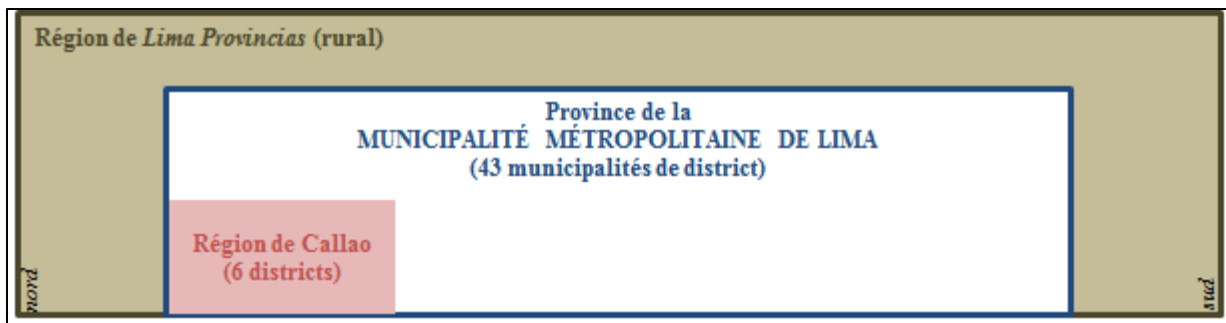 Région de Lima Provincias (rural)
Province de la
MUNICIPALITÉ MÉTROPOLITAINE DE LIMA
(43 municipalités de district)
Région de Callao
(6 districts)
nord
sud